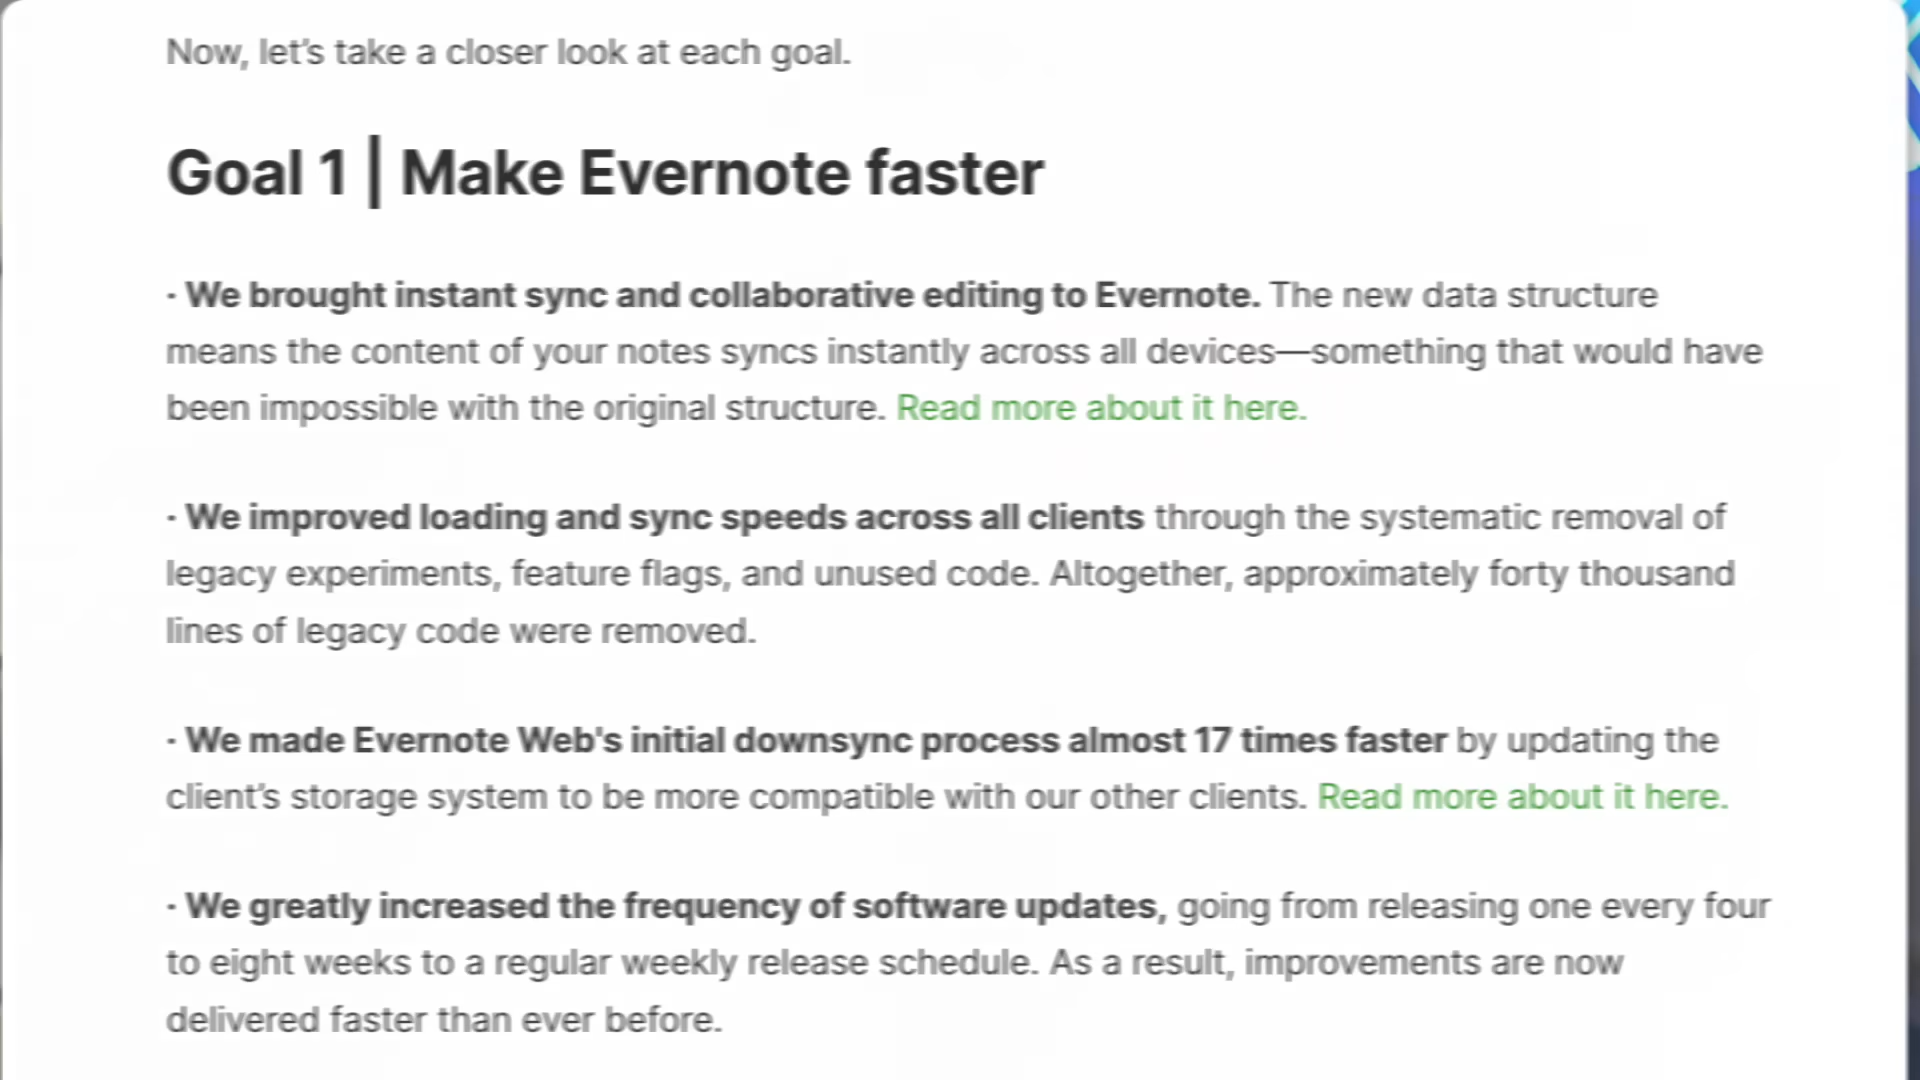 Now, let’s take a closer look at each goal.
Goal 1 | Make Evernote faster
· We brought instant sync and collaborative editing to Evernote. The new data structure
means the content of your notes syncs instantly across all devices—something that would have
been impossible with the original structure. Read more about it here.
· We improved loading and sync speeds across all clients through the systematic removal of
legacy experiments, feature flags, and unused code. Altogether, approximately forty thousand
lines of legacy code were removed.
· We made Evernote Web's initial downsync process almost 17 times faster by updating the
client’s storage system to be more compatible with our other clients. Read more about it here.
· We greatly increased the frequency of software updates, going from releasing one every four
to eight weeks to a regular weekly release schedule. As a result, improvements are now
delivered faster than ever before.